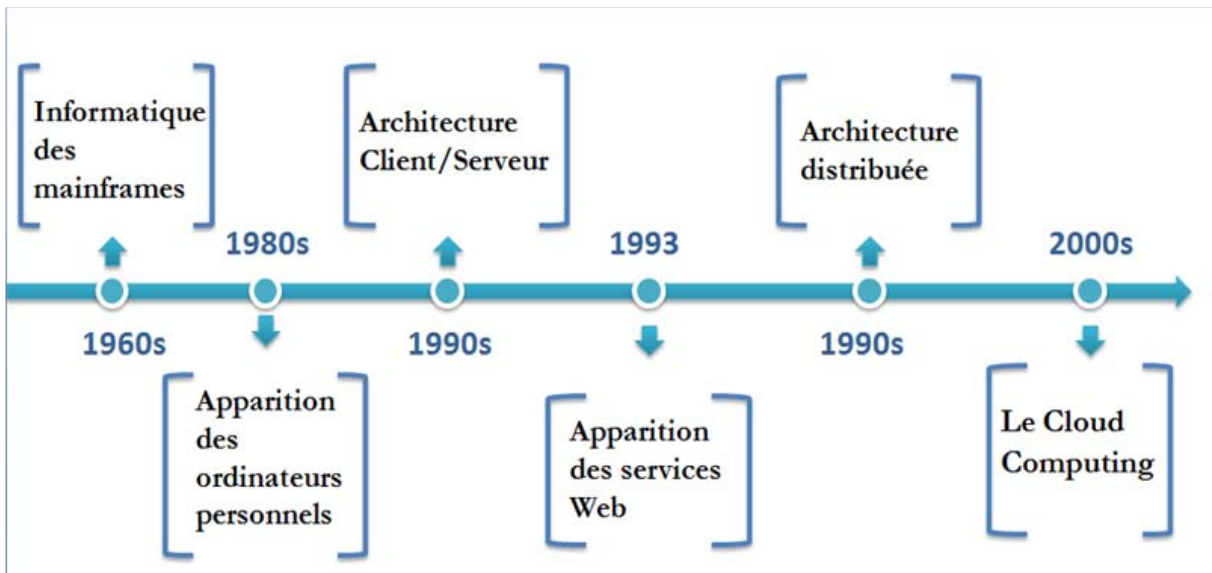 Informatique
des
mainframes
1960s
1980s
Apparition
des
ordinateurs
personnels
Architecture
Client/Serveur
1990s
1993
Apparition
des services
Web
Architecture
distribuée
1990s
2000s
Le Cloud
Computing